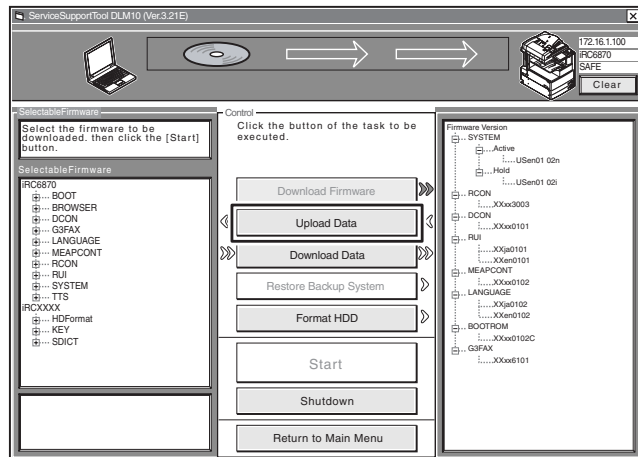 ServiceSupportTool DLM10 (Ver.3.21E)
172.16.1.100
iRC6870
SAFE
Clear
SelectableFirmware
Select the firmware to be
downloaded. then click the [Start]
button.
SelectableFirmware
iRC6870
BOOT
BROWSER
DCON
G3FAX
LANGUAGE
MEAPCONT
RCON
RUI
SYSTEM
TTS
iRCXXXX
HDFormat
KEY
SDICT
Control
Click the button of the task to be
executed.
Download Firmware
Upload Data
Download Data
Restore Backup System
Format HDD
Start
Shutdown
Return to Main Menu
Firmware Version
SYSTEM
Active
USen01 02n
Hold
USen01 02i
RCON
XXxx3003
DCON
XXxx0101
RUI
XXja0101
XXen0101
MEAPCONT
XXxx0102
LANGUAGE
XXja0102
XXen0102
BOOTROM
XXxx0102C
G3FAX
XXxx6101